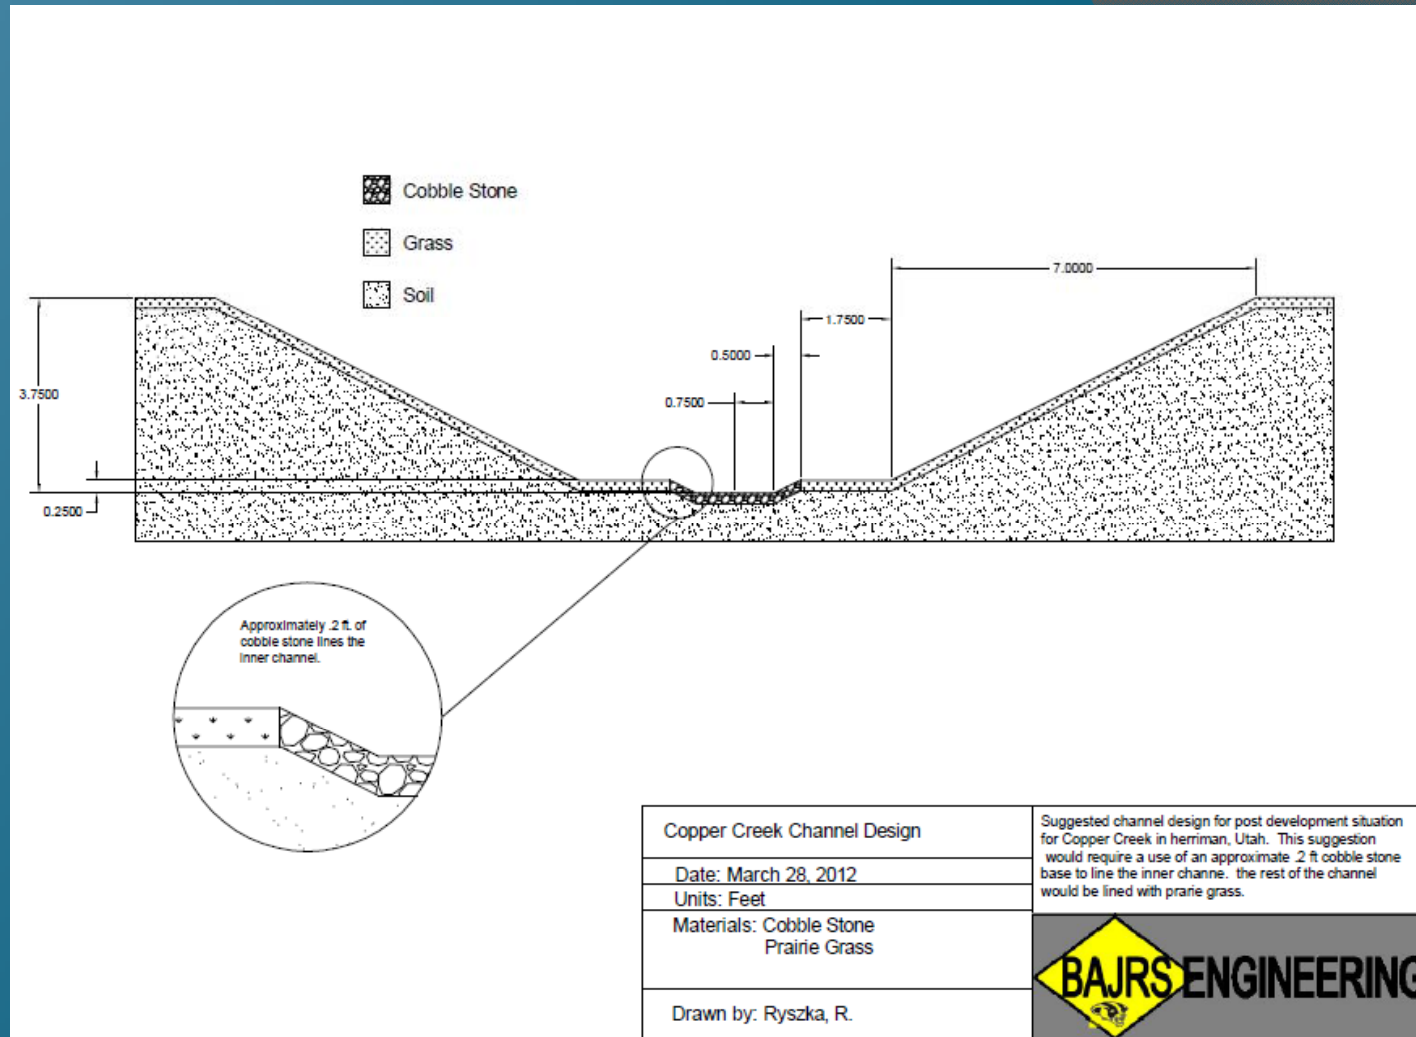 Cobble Stone
Grass
Soil
7.0000
1.7500
0.5000
3.7500
0.7500
0.2500
Approximately .2 ft. of
cobble stone lines the
inner channel.
Copper Creek Channel Design
Date: March 28, 2012
Units: Feet
Materials: Cobble Stone
Prairie Grass
Drawn by: Ryszka, R.
Suggested channel design for post development situation
for Copper Creek in herriman, Utah. This suggestion
would require a use of an approximate .2 ft cobble stone
base to line the inner channe. the rest of the channel
would be lined with prarie grass.
BAJRS ENGINEERING